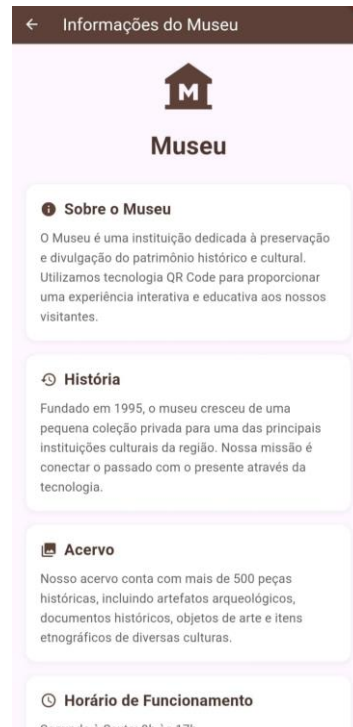 Informações do Museu
M
Museu
Sobre o Museu
O Museu é uma instituição dedicada à preservação
e divulgação do patrimônio histórico e cultural.
Utilizamos tecnologia QR Code para proporcionar
uma experiência interativa e educativa aos nossos
visitantes.
História
Fundado em 1995, o museu cresceu de uma
pequena coleção privada para uma das principais
instituições culturais da região. Nossa missão é
conectar o passado com o presente através da
tecnologia.
Acervo
Nosso acervo conta com mais de 500 peças
históricas, incluindo artefatos arqueológicos,
documentos históricos, objetos de arte e itens
etnográficos de diversas culturas.
Horário de Funcionamento